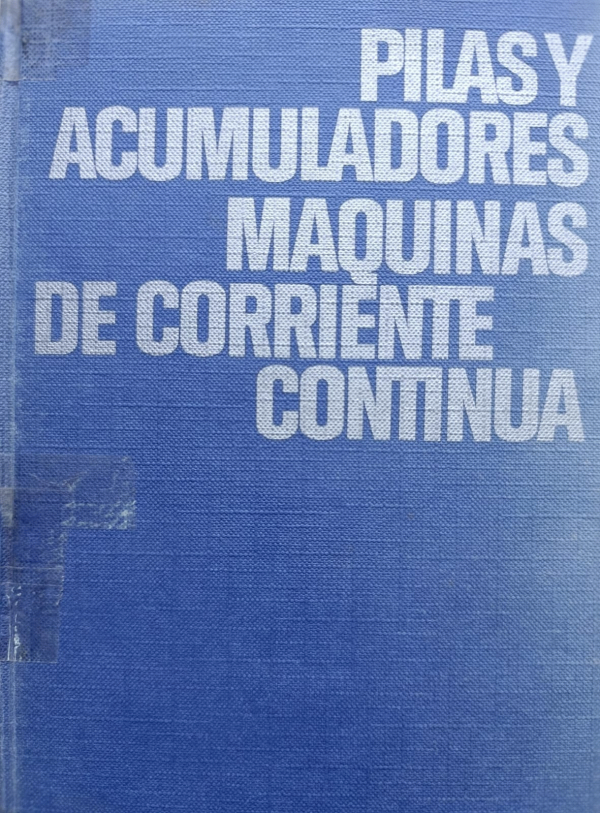 PILAS Y
ACUMULADORES
MAQUINAS
DE CORRIENTE
CONTINUA